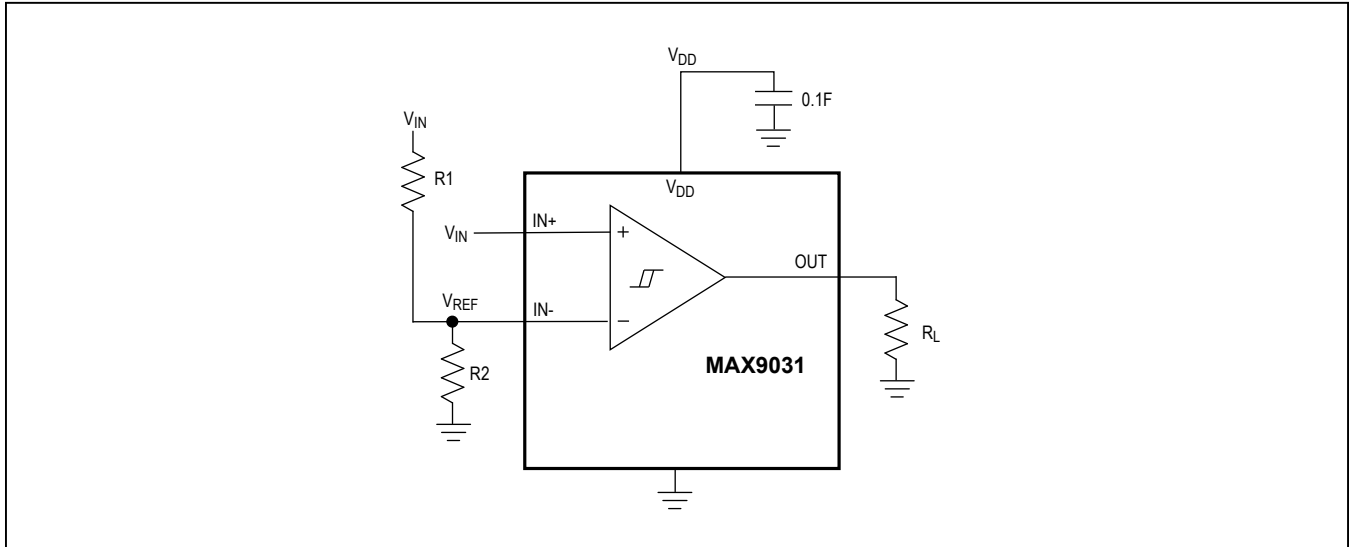 VDD
0.1F
VIN
R1
VDD
VIN
IN+
+
OUT
VREF
IN-
−
RL
R2
MAX9031